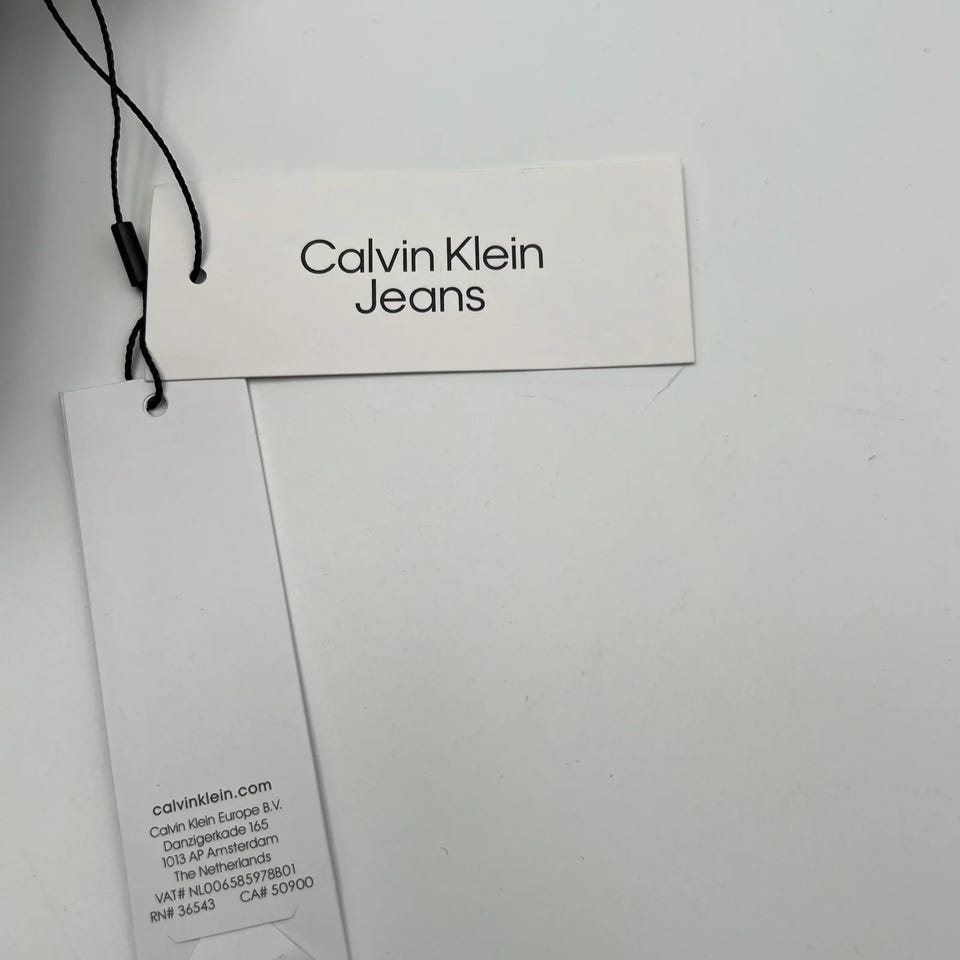 Calvin Klein
Jeans
calvinklein.com
Calvin Klein Europe B.V.
Danzigerkade 165
1013 AP Amsterdam
The Netherlands
VAT# NL006585978B01
RN# 36543 CA# 50900